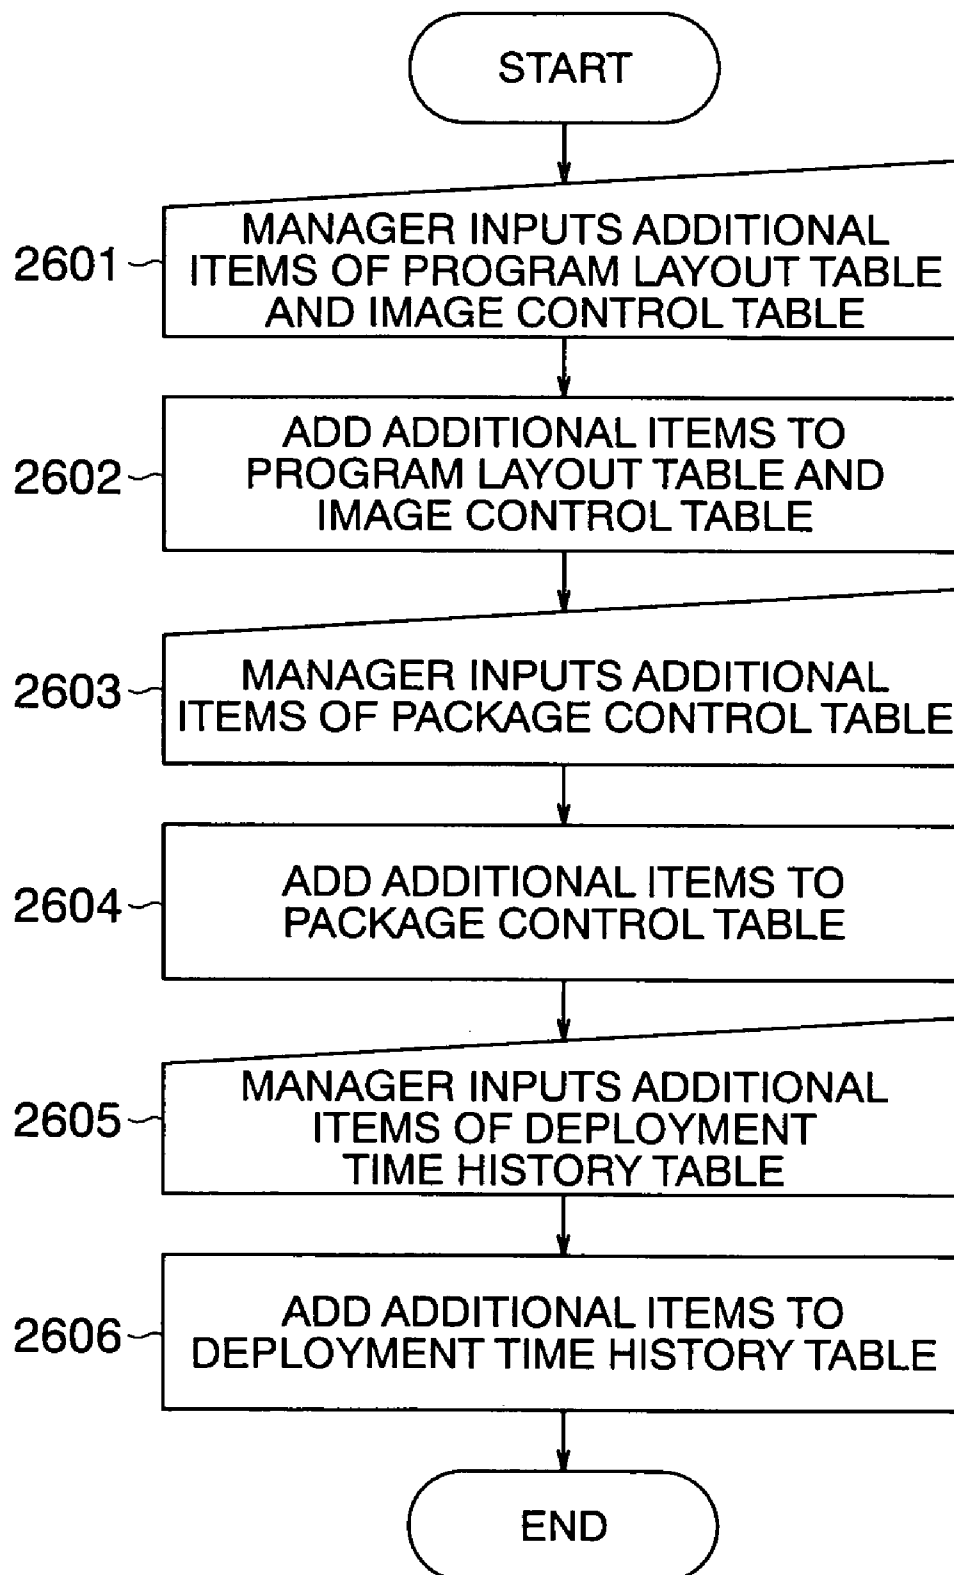 START
2601
MANAGER INPUTS ADDITIONAL
ITEMS OF PROGRAM LAYOUT TABLE
AND IMAGE CONTROL TABLE
2602
ADD ADDITIONAL ITEMS TO
PROGRAM LAYOUT TABLE AND
IMAGE CONTROL TABLE
2603
MANAGER INPUTS ADDITIONAL
ITEMS OF PACKAGE CONTROL TABLE
2604
ADD ADDITIONAL ITEMS TO
PACKAGE CONTROL TABLE
2605
MANAGER INPUTS ADDITIONAL
ITEMS OF DEPLOYMENT
TIME HISTORY TABLE
2606
ADD ADDITIONAL ITEMS TO
DEPLOYMENT TIME HISTORY TABLE
END